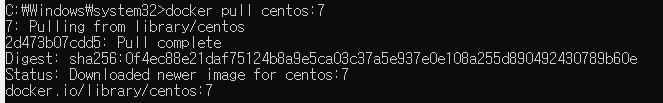 C:₩Windows₩system32>docker pull centos:7
7: Pulling from library/centos
2d473b07cdd5: Pull complete
Digest: sha256:0f4ec88e21daf75124b8a9e5ca03c37a5e937e0e108a255d890492430789b60e
Status: Downloaded newer image for centos:7
docker.io/library/centos:7